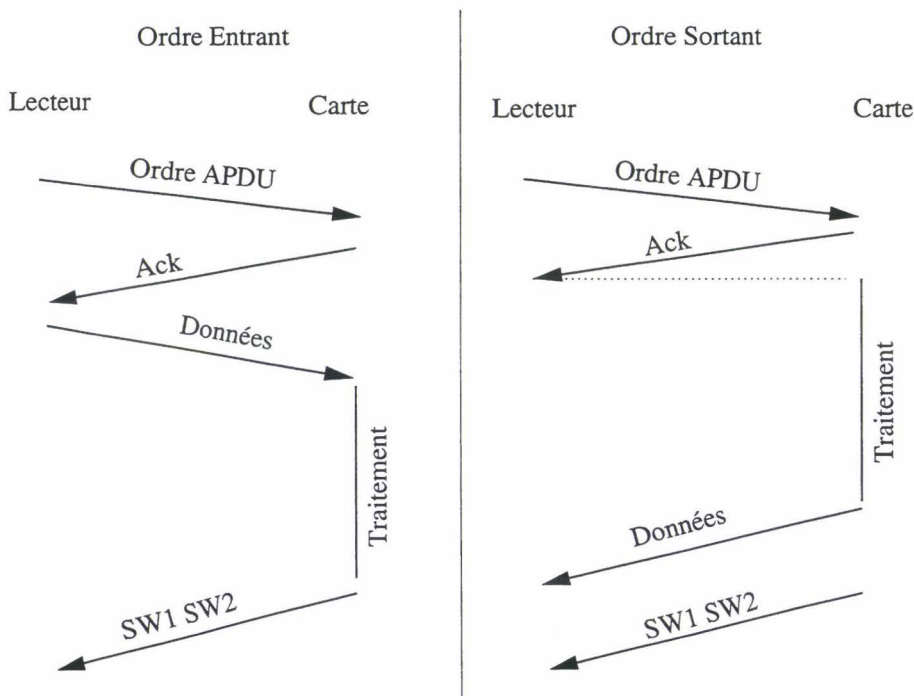 Ordre Entrant
Lecteur
Carte
Ordre APDU
Ack
Données
Traitement
SW1 SW2
Ordre Sortant
Lecteur
Carte
Ordre APDU
Ack
Traitement
Données
SW1 SW2